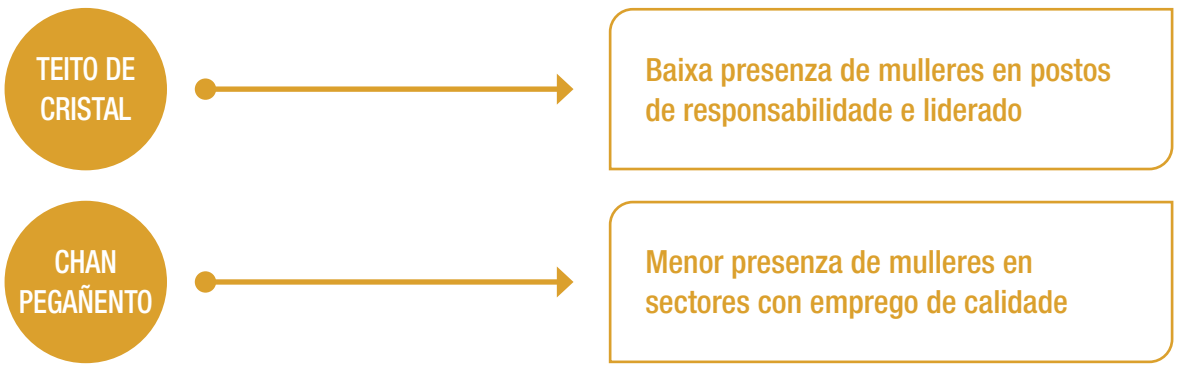 TEITO DE
CRISTAL
Baixa presenza de mulleres en postos
de responsabilidade e liderado
CHAN
PEGAÑENTO
Menor presenza de mulleres en
sectores con emprego de calidade